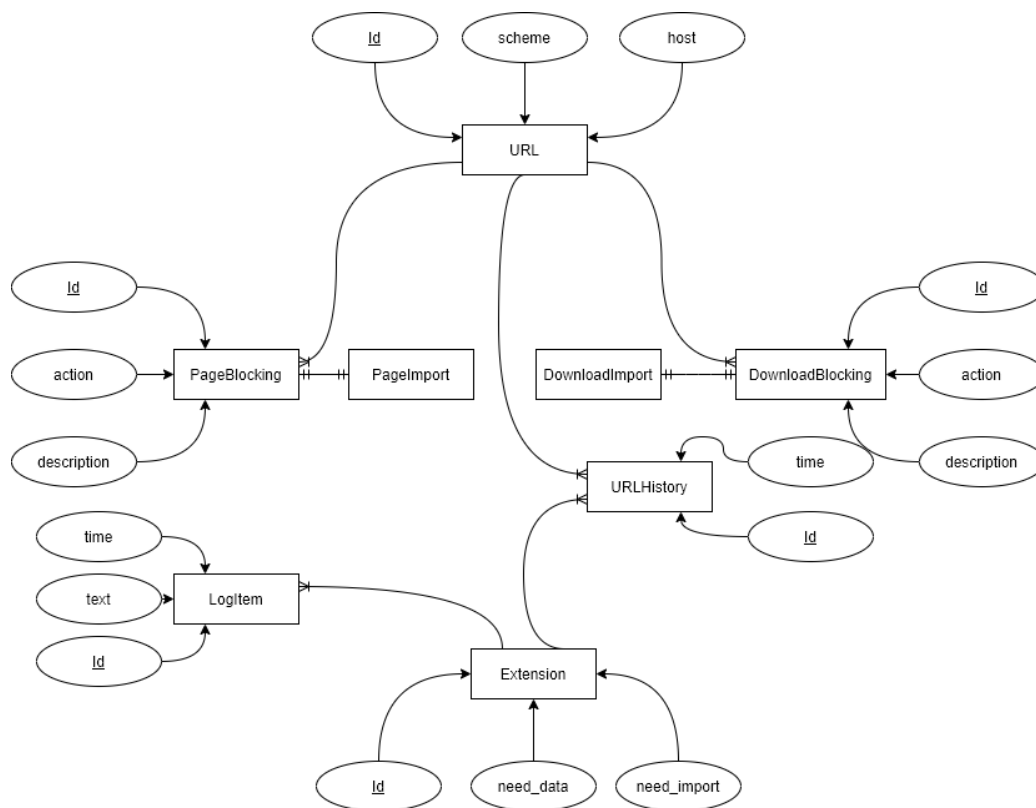 Id
scheme
host
URL
Id
Id
action
PageBlocking
PageImport
DownloadImport
DownloadBlocking
action
description
time
description
URLHistory
time
Id
text
LogItem
Id
Extension
Id
need_data
need_import